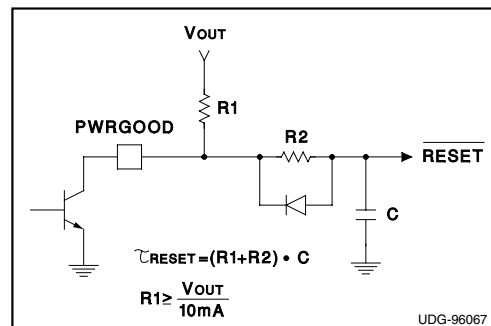 VOUT
R1
PWRGOOD
R2
RESET
C
τRESET=(R1+R2) • C
R1≥ VOUT
10mA
UDG-96067